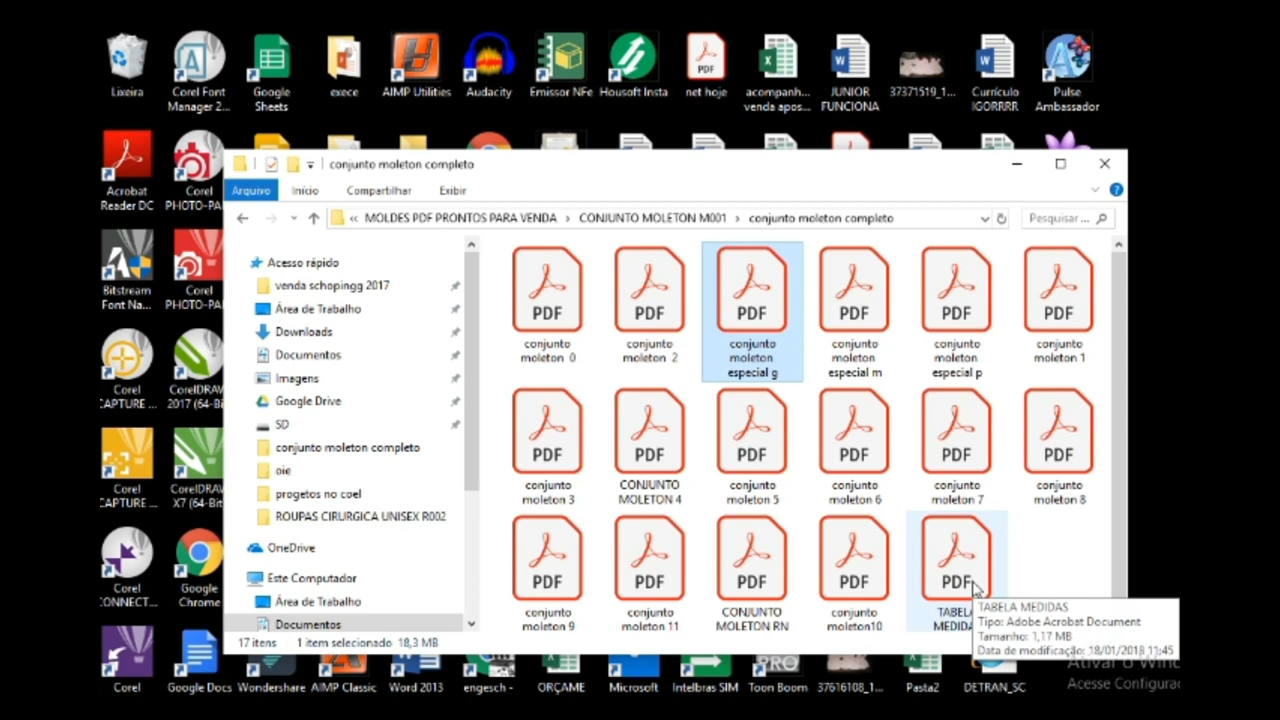 Lixeira
Corel Font
Manager 2...
Google
Sheets
exece
AIMP Utilities
Audacity
Emissor NFe
Housoft Insta
PDF
net hoje
acompanh...
venda apos...
JUNIOR
FUNCIONA
37371519_1...
Currículo
IGORRRR
Pulse
Ambassador
Acrobat
Reader DC
Corel
PHOTO-PA
Bitstream
Font Na...
Corel
PHOTO-PA
Corel
CAPTURE ...
CorelDRAW
2017 (64-Bi
Corel
CAPTURE ...
CorelDRAW
X7 (64-Bit
Corel
CONNECT...
Google
Chrome
Corel
Google Docs
Wondershare
AIMP Classic
Word 2013
engesch -
ORÇAME
Microsoft
Intelbras SIM
PRO
Toon Boom
37616108_1...
Pasta2
DETRAN_SC
conjunto moleton completo
Arquivo
Início
Compartilhar
Exibir
« MOLDES PDF PRONTOS PARA VENDA > CONJUNTO MOLETON M001 > conjunto moleton completo
Pesquisar ...
Acesso rápido
venda schopingg 2017
Área de Trabalho
Downloads
Documentos
Imagens
Google Drive
SD
conjunto moleton completo
oie
progetos no coel
ROUPAS CIRURGICA UNISEX R002
OneDrive
Este Computador
Área de Trabalho
Documentos
PDF
conjunto
moleton 0
PDF
conjunto
moleton 2
PDF
conjunto
moleton
especial g
PDF
conjunto
moleton
especial m
PDF
conjunto
moleton
especial p
PDF
conjunto
moleton 1
PDF
conjunto
moleton 3
PDF
CONJUNTO
MOLETON 4
PDF
conjunto
moleton 5
PDF
conjunto
moleton 6
PDF
conjunto
moleton 7
PDF
conjunto
moleton 8
PDF
conjunto
moleton 9
PDF
conjunto
moleton 11
PDF
CONJUNTO
MOLETON RN
PDF
conjunto
moleton10
PDF
TABELA
MEDIDA
TABELA MEDIDAS
Tipo: Adobe Acrobat Document
Tamanho: 1,17 MB
Data de modificação: 18/01/2018 11:45
17 itens
1 item selecionado 18,3 MB
Ativar o Wind
Acesse Configuraç